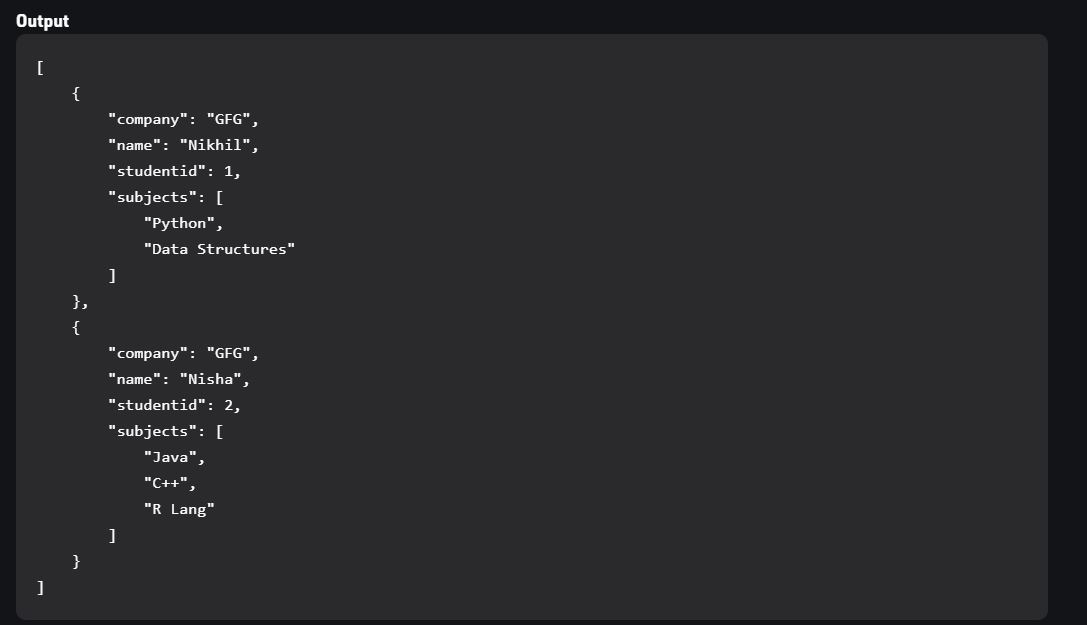 Output
[
    {
        "company": "GFG",
        "name": "Nikhil",
        "studentid": 1,
        "subjects": [
            "Python",
            "Data Structures"
        ]
    },
    {
        "company": "GFG",
        "name": "Nisha",
        "studentid": 2,
        "subjects": [
            "Java",
            "C++",
            "R Lang"
        ]
    }
]